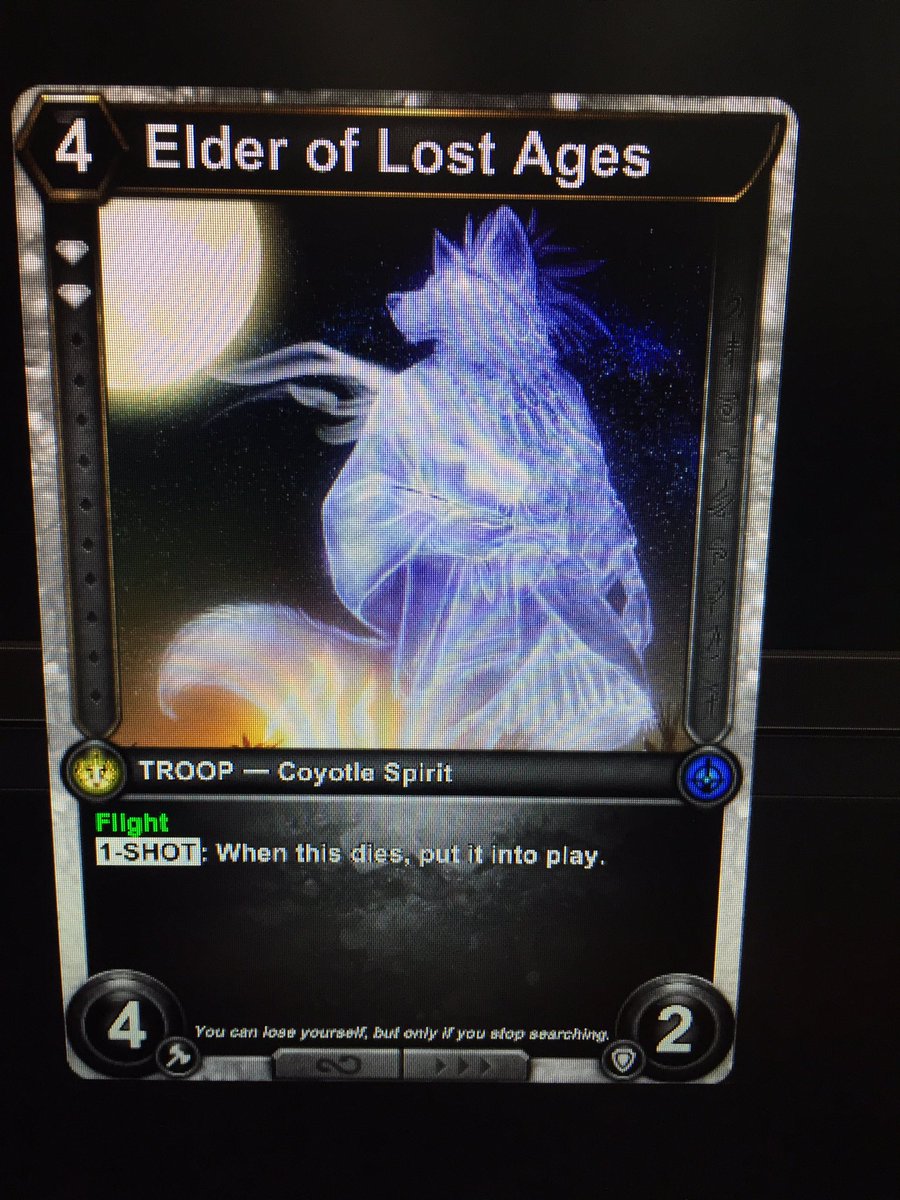 4 Elder of Lost Ages
TROOP — Coyotle Spirit
Flight
1-SHOT: When this dies, put it into play.
You can lose yourself, but only if you stop searching.
4
2